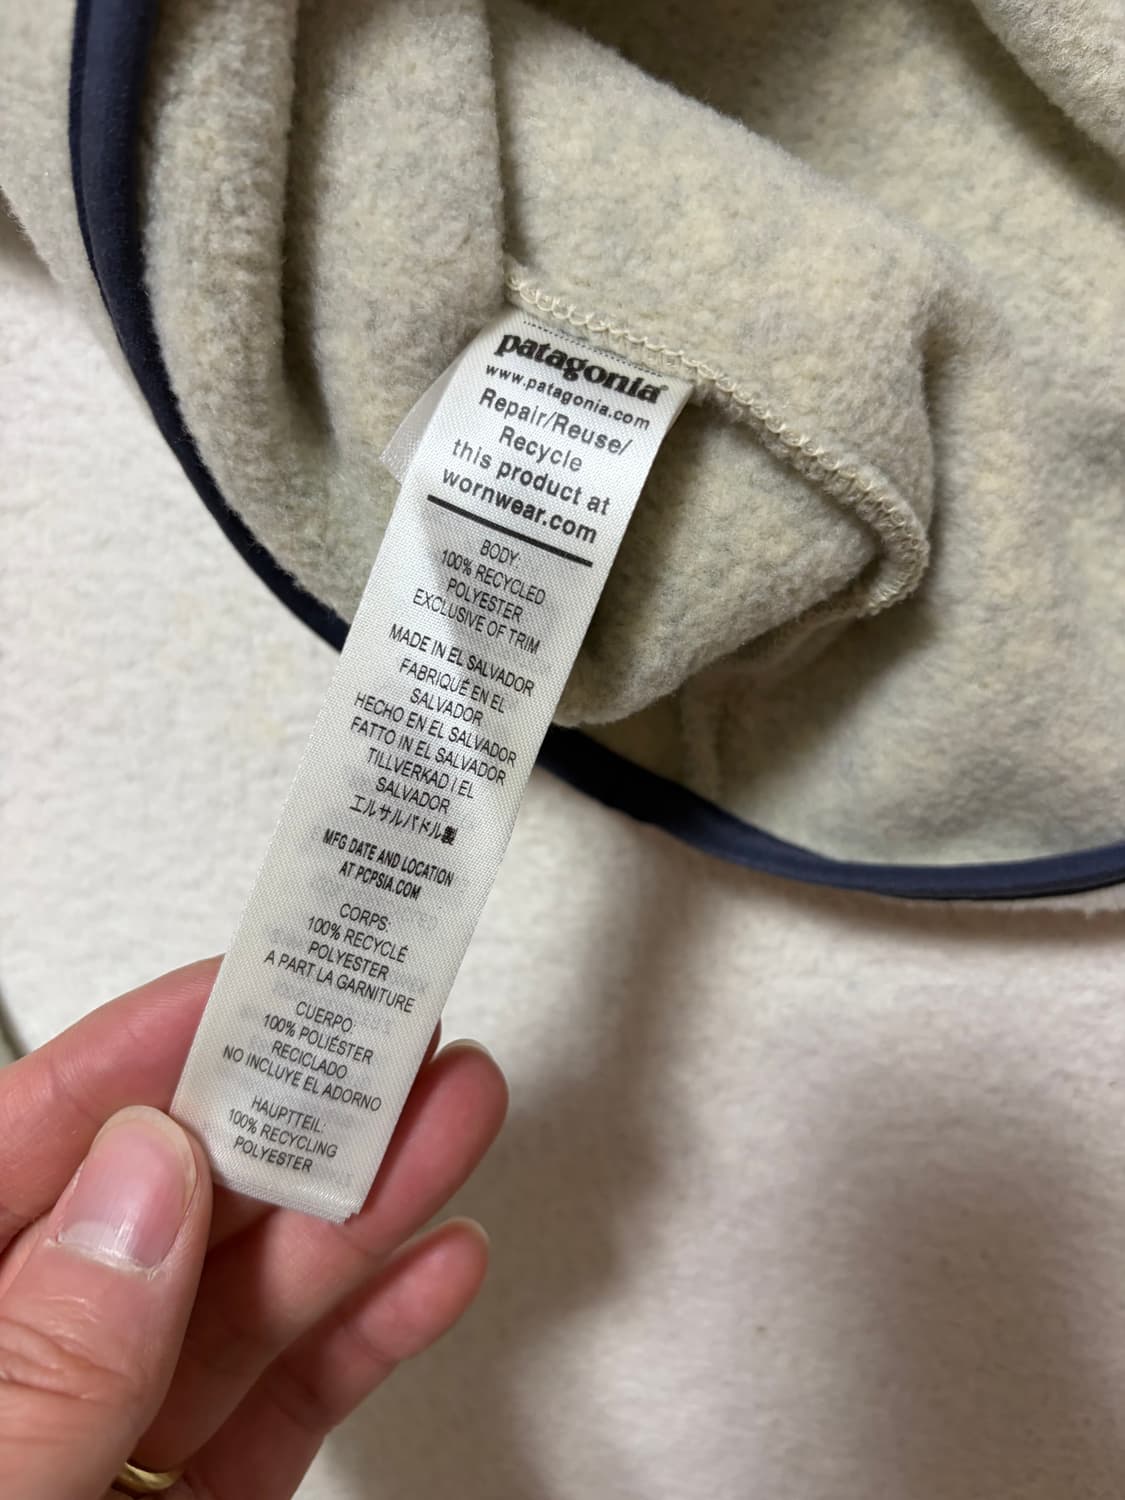 patagonia®
www.patagonia.com
Repair/Reuse/
Recycle
this product at
wornwear.com
BODY:
100% RECYCLED
POLYESTER
EXCLUSIVE OF TRIM
MADE IN EL SALVADOR
FABRIQUÉ EN EL
SALVADOR
HECHO EN EL SALVADOR
FATTO IN EL SALVADOR
TILLVERKAD I EL
SALVADOR
エルサルバドル製
MFG DATE AND LOCATION
AT PCPSIA.COM
CORPS:
100% RECYCLÉ
POLYESTER
A PART LA GARNITURE
CUERPO:
100% POLIÉSTER
RECICLADO
NO INCLUYE EL ADORNO
HAUPTTEIL:
100% RECYCLING
POLYESTER